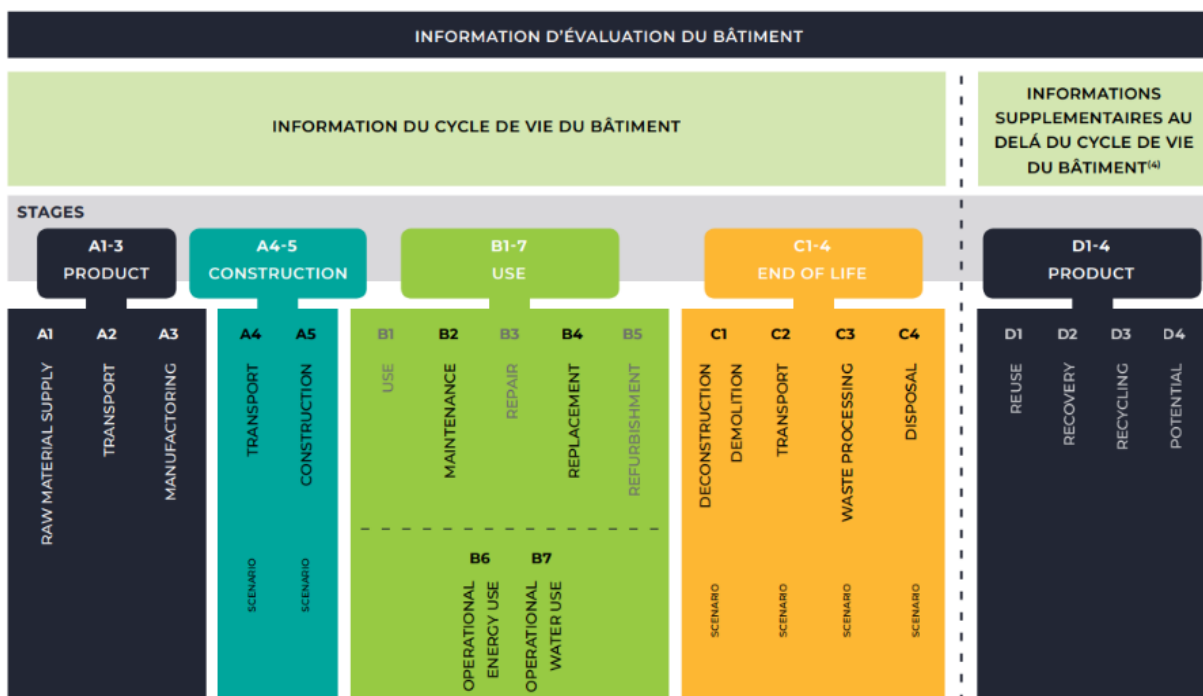 INFORMATION D'ÉVALUATION DU BÂTIMENT
INFORMATION DU CYCLE DE VIE DU BÂTIMENT
INFORMATIONS
SUPPLEMENTAIRES AU
DELÁ DU CYCLE DE VIE
DU BÂTIMENT(4)
STAGES
A1-3
PRODUCT
A4-5
CONSTRUCTION
B1-7
USE
C1-4
END OF LIFE
D1-4
PRODUCT
A1
RAW MATERIAL SUPPLY
A2
TRANSPORT
A3
MANUFACTORING
A4
TRANSPORT
SCENARIO
A5
CONSTRUCTION
SCENARIO
B1
USE
B2
MAINTENANCE
B3
REPAIR
B4
REPLACEMENT
B5
REFURBISHMENT
B6
OPERATIONAL
ENERGY USE
B7
OPERATIONAL
WATER USE
C1
DECONSTRUCTION
DEMOLITION
SCENARIO
C2
TRANSPORT
SCENARIO
C3
WASTE PROCESSING
SCENARIO
C4
DISPOSAL
SCENARIO
D1
REUSE
D2
RECOVERY
D3
RECYCLING
D4
POTENTIAL